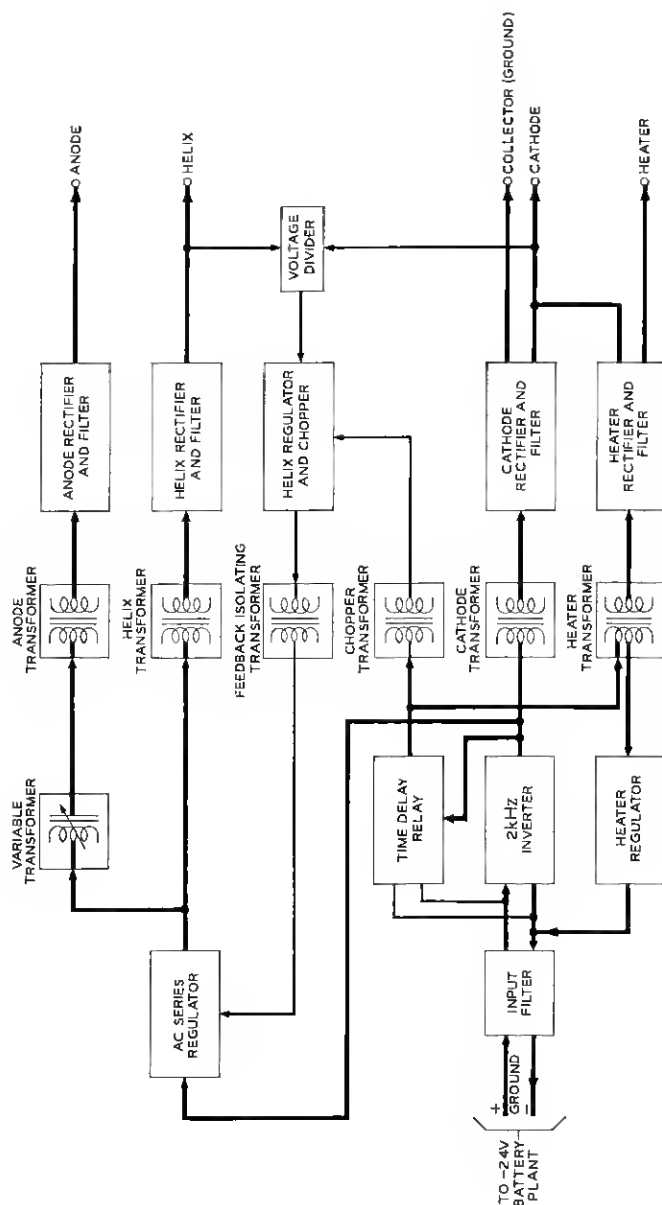 ANODE
HELIX
COLLECTOR (GROUND)
CATHODE
HEATER
VOLTAGE
DIVIDER
ANODE RECTIFIER
AND FILTER
HELIX RECTIFIER
AND FILTER
HELIX REGULATOR
AND CHOPPER
CATHODE
RECTIFIER AND
FILTER
HEATER
RECTIFIER AND
FILTER
ANODE
TRANSFORMER
HELIX
TRANSFORMER
FEEDBACK ISOLATING
TRANSFORMER
CHOPPER
TRANSFORMER
CATHODE
TRANSFORMER
HEATER
TRANSFORMER
VARIABLE
TRANSFORMER
TIME DELAY
RELAY
2kHz
INVERTER
HEATER
REGULATOR
AC SERIES
REGULATOR
INPUT
FILTER
+
GROUND
−
TO -24V
BATTERY
PLANT